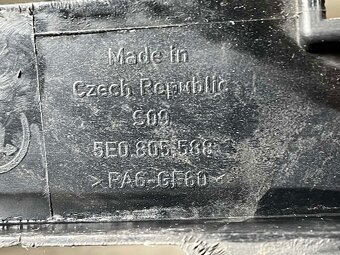 Made in
Czech Republic
S09
5E0.805.588
>PA6-GF60<